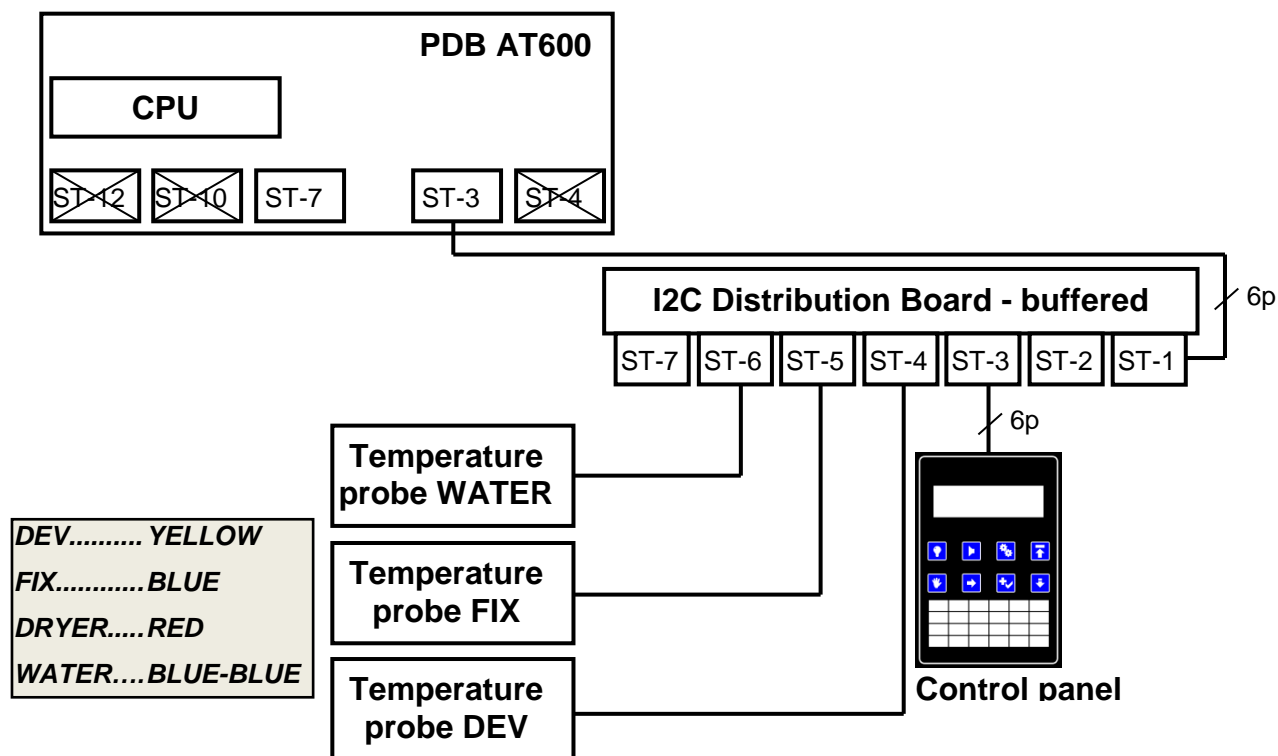 PDB AT600
CPU
ST-12 ST-10 ST-7 ST-3 ST-4
I2C Distribution Board - buffered
6p
ST-7 ST-6 ST-5 ST-4 ST-3 ST-2 ST-1
6p
Temperature
probe WATER
DEV.......... YELLOW
FIX............BLUE
DRYER.....RED
WATER....BLUE-BLUE
Temperature
probe FIX
Temperature
probe DEV
Control panel